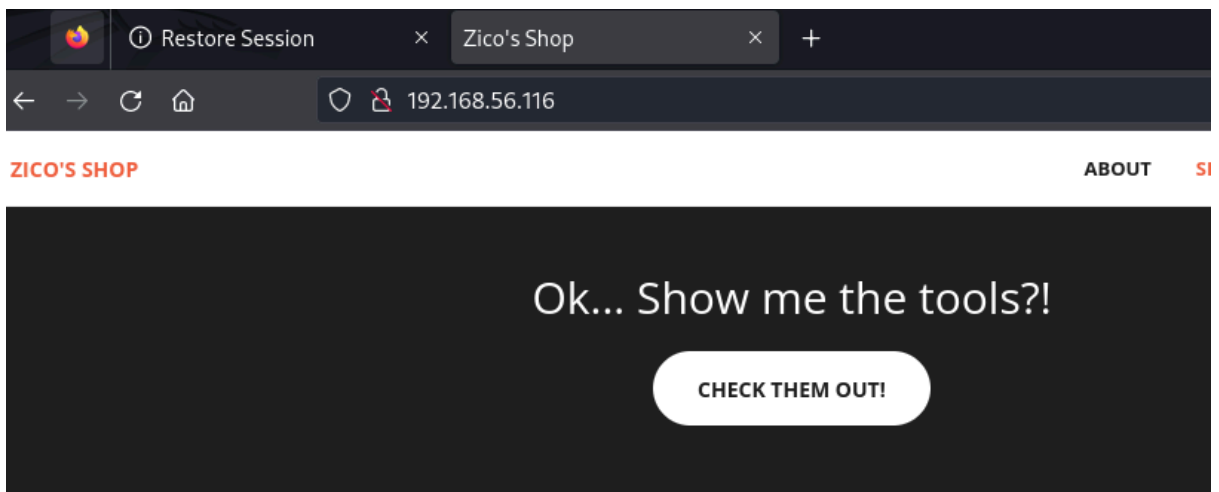 Restore Session
Zico's Shop
192.168.56.116
ZICO'S SHOP ABOUT
Ok... Show me the tools?!
CHECK THEM OUT!